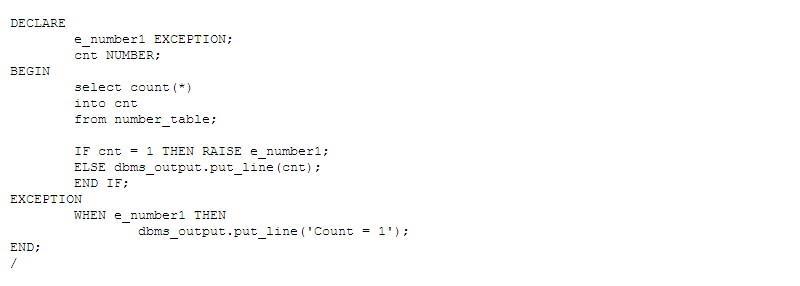 DECLARE
e_number1 EXCEPTION;
cnt NUMBER;
BEGIN
select count(*)
into cnt
from number_table;
IF cnt = 1 THEN RAISE e_number1;
ELSE dbms_output.put_line(cnt);
END IF;
EXCEPTION
WHEN e_number1 THEN
dbms_output.put_line('Count = 1');
END;
/